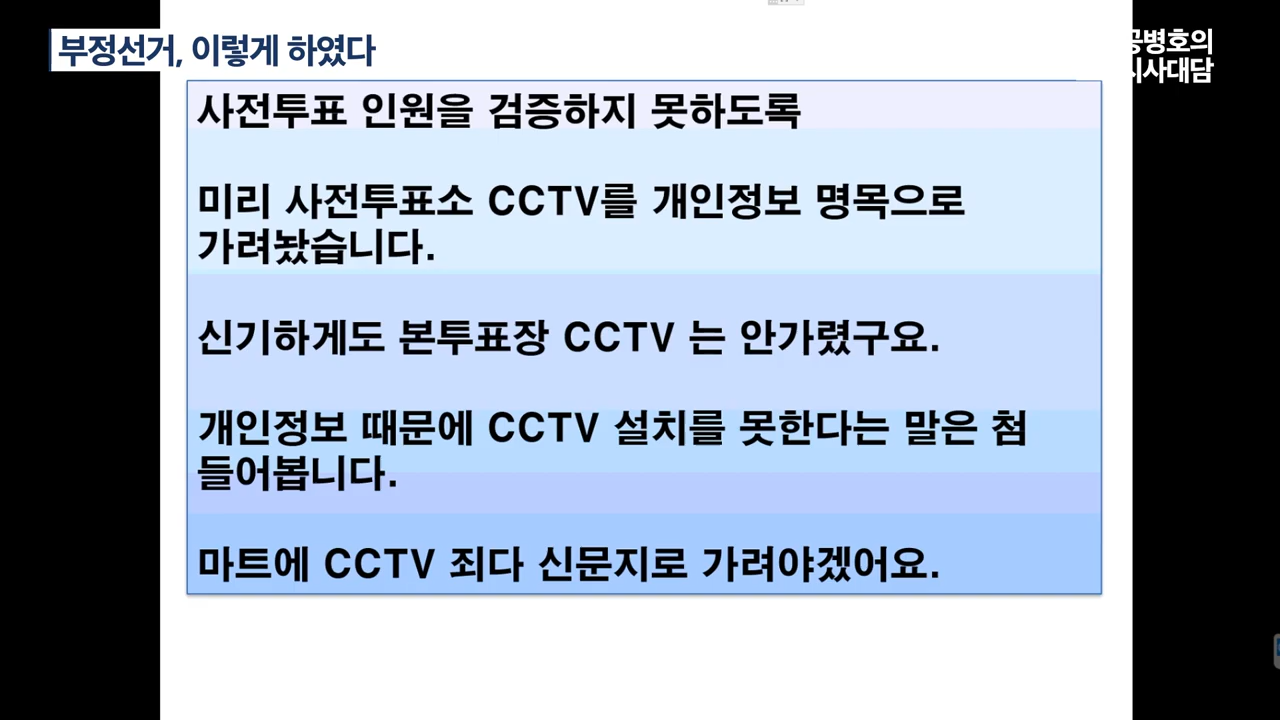 부정선거, 이렇게 하였다
공병호의
시사대담
사전투표 인원을 검증하지 못하도록
미리 사전투표소 CCTV를 개인정보 명목으로
가려놨습니다.
신기하게도 본투표장 CCTV 는 안가렸구요.
개인정보 때문에 CCTV 설치를 못한다는 말은 첨
들어봅니다.
마트에 CCTV 죄다 신문지로 가려야겠어요.